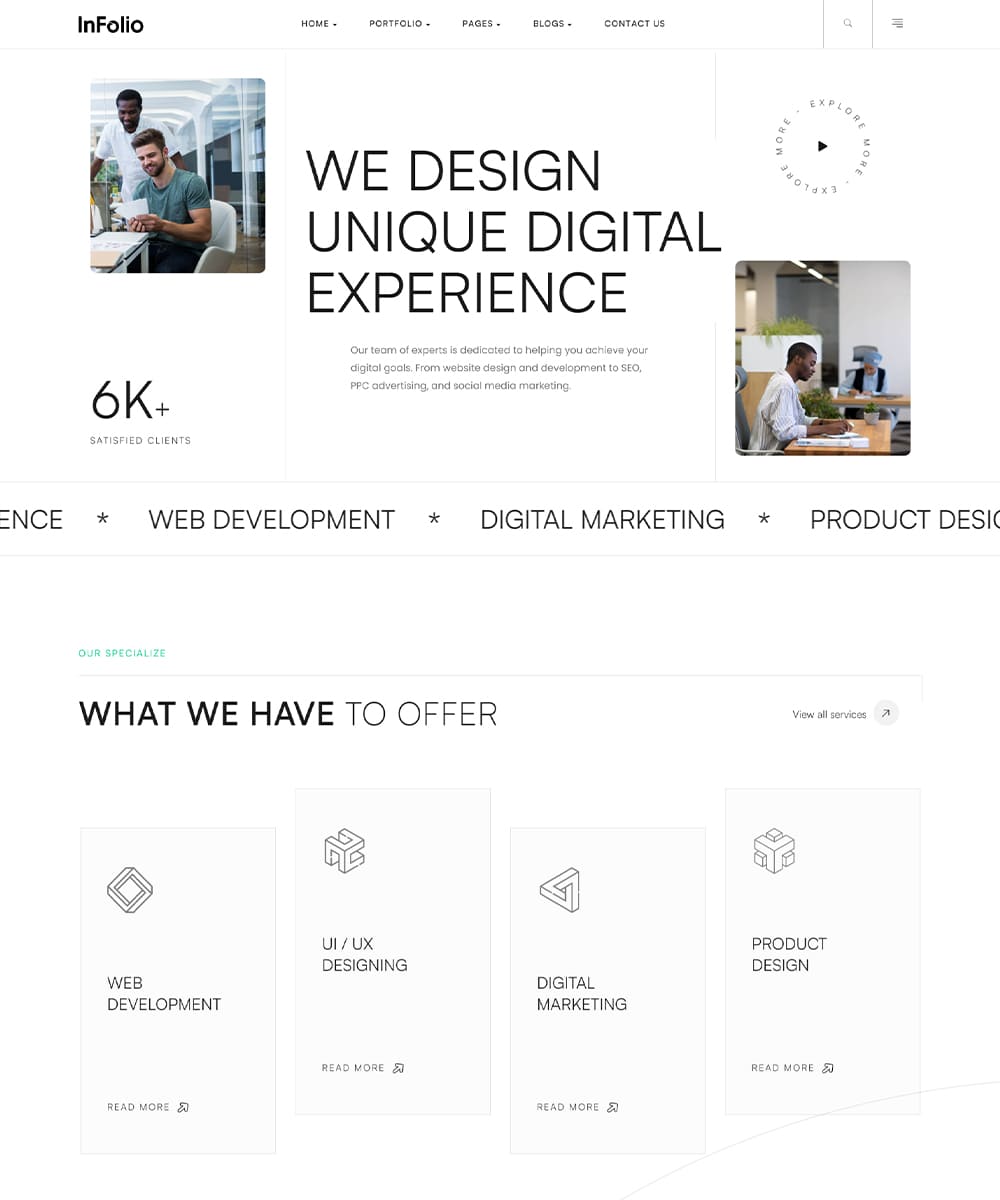 InFolio
HOME
PORTFOLIO
PAGES
BLOGS
CONTACT US
EXPLORE MORE - EXPLORE MORE -
WE DESIGN
UNIQUE DIGITAL
EXPERIENCE
Our team of experts is dedicated to helping you achieve your
digital goals. From website design and development to SEO,
PPC advertising, and social media marketing.
6K+
SATISFIED CLIENTS
ENCE * WEB DEVELOPMENT * DIGITAL MARKETING * PRODUCT DESIG
OUR SPECIALIZE
WHAT WE HAVE TO OFFER
View all services
WEB
DEVELOPMENT
READ MORE
UI / UX
DESIGNING
READ MORE
DIGITAL
MARKETING
READ MORE
PRODUCT
DESIGN
READ MORE